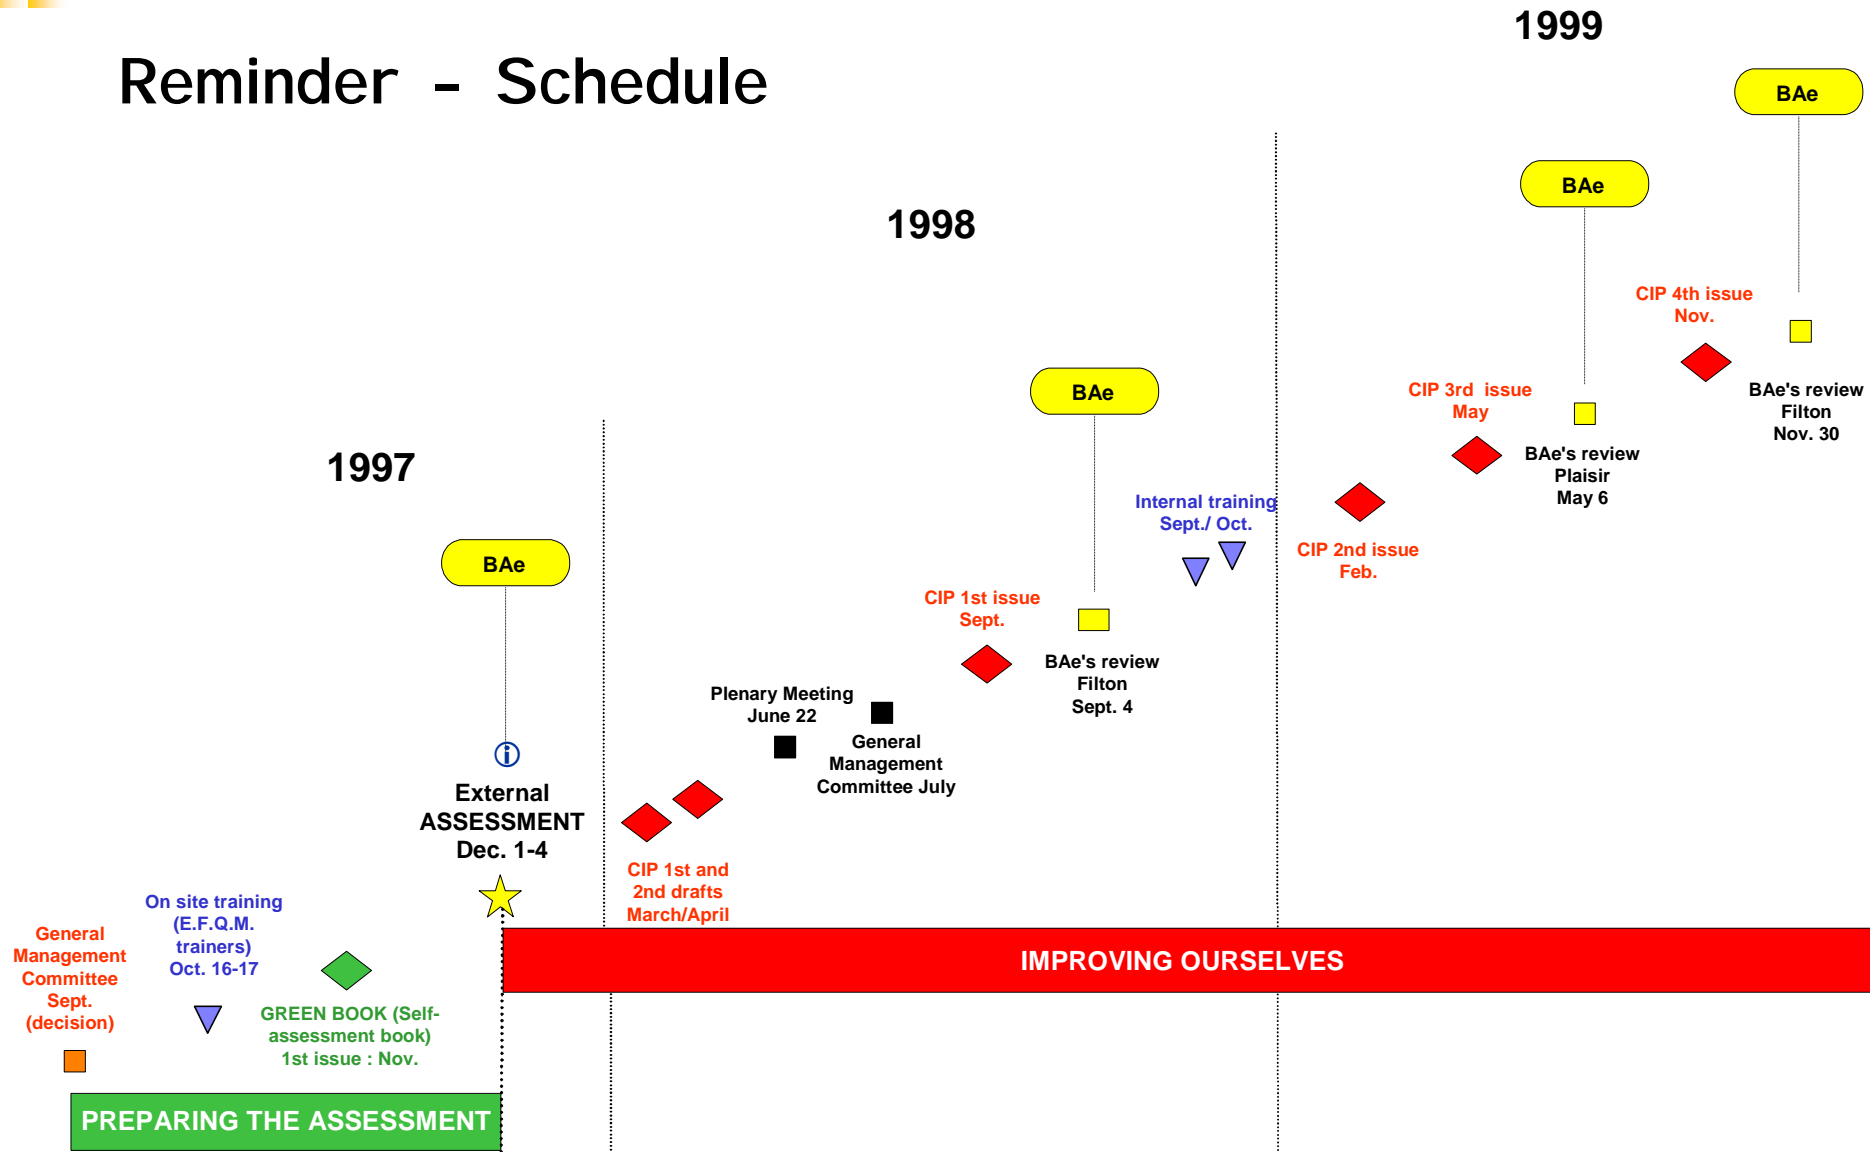 Reminder - Schedule
1997
1998
1999
BAe
BAe
BAe
BAe
General
Management
Committee
Sept.
(decision)
On site training
(E.F.Q.M.
trainers)
Oct. 16-17
GREEN BOOK (Self-
assessment book)
1st issue : Nov.
External
ASSESSMENT
Dec. 1-4
CIP 1st and
2nd drafts
March/April
Plenary Meeting
June 22
General
Management
Committee July
CIP 1st issue
Sept.
BAe's review
Filton
Sept. 4
Internal training
Sept./ Oct.
CIP 2nd issue
Feb.
CIP 3rd issue
May
BAe's review
Plaisir
May 6
CIP 4th issue
Nov.
BAe's review
Filton
Nov. 30
IMPROVING OURSELVES
PREPARING THE ASSESSMENT